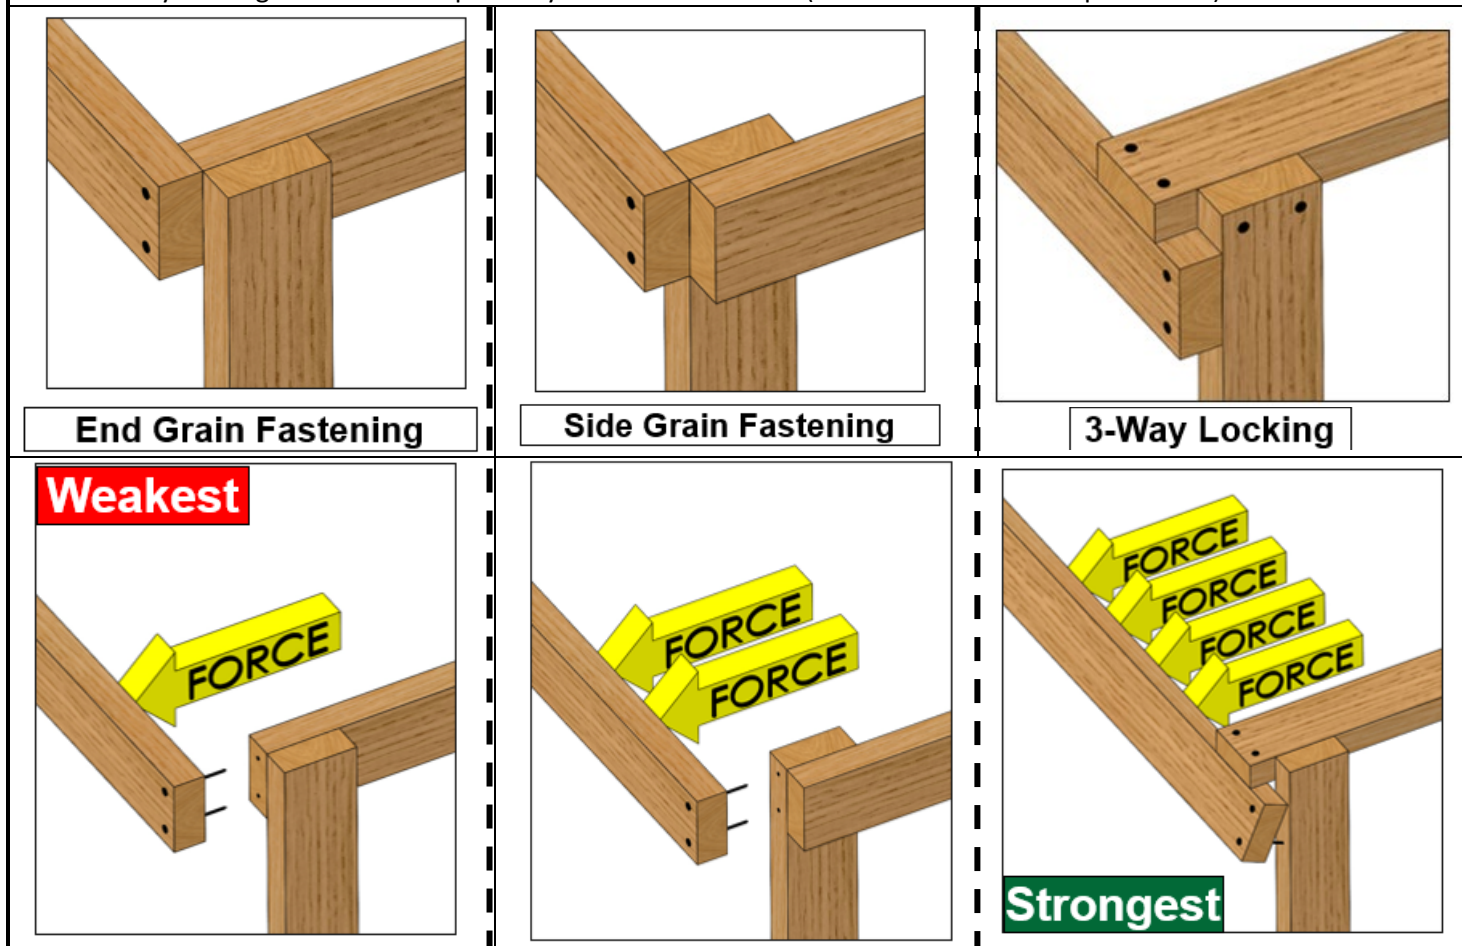 End Grain Fastening
Side Grain Fastening
3-Way Locking
Weakest
FORCE
FORCE
FORCE
FORCE
FORCE
FORCE
FORCE
Strongest